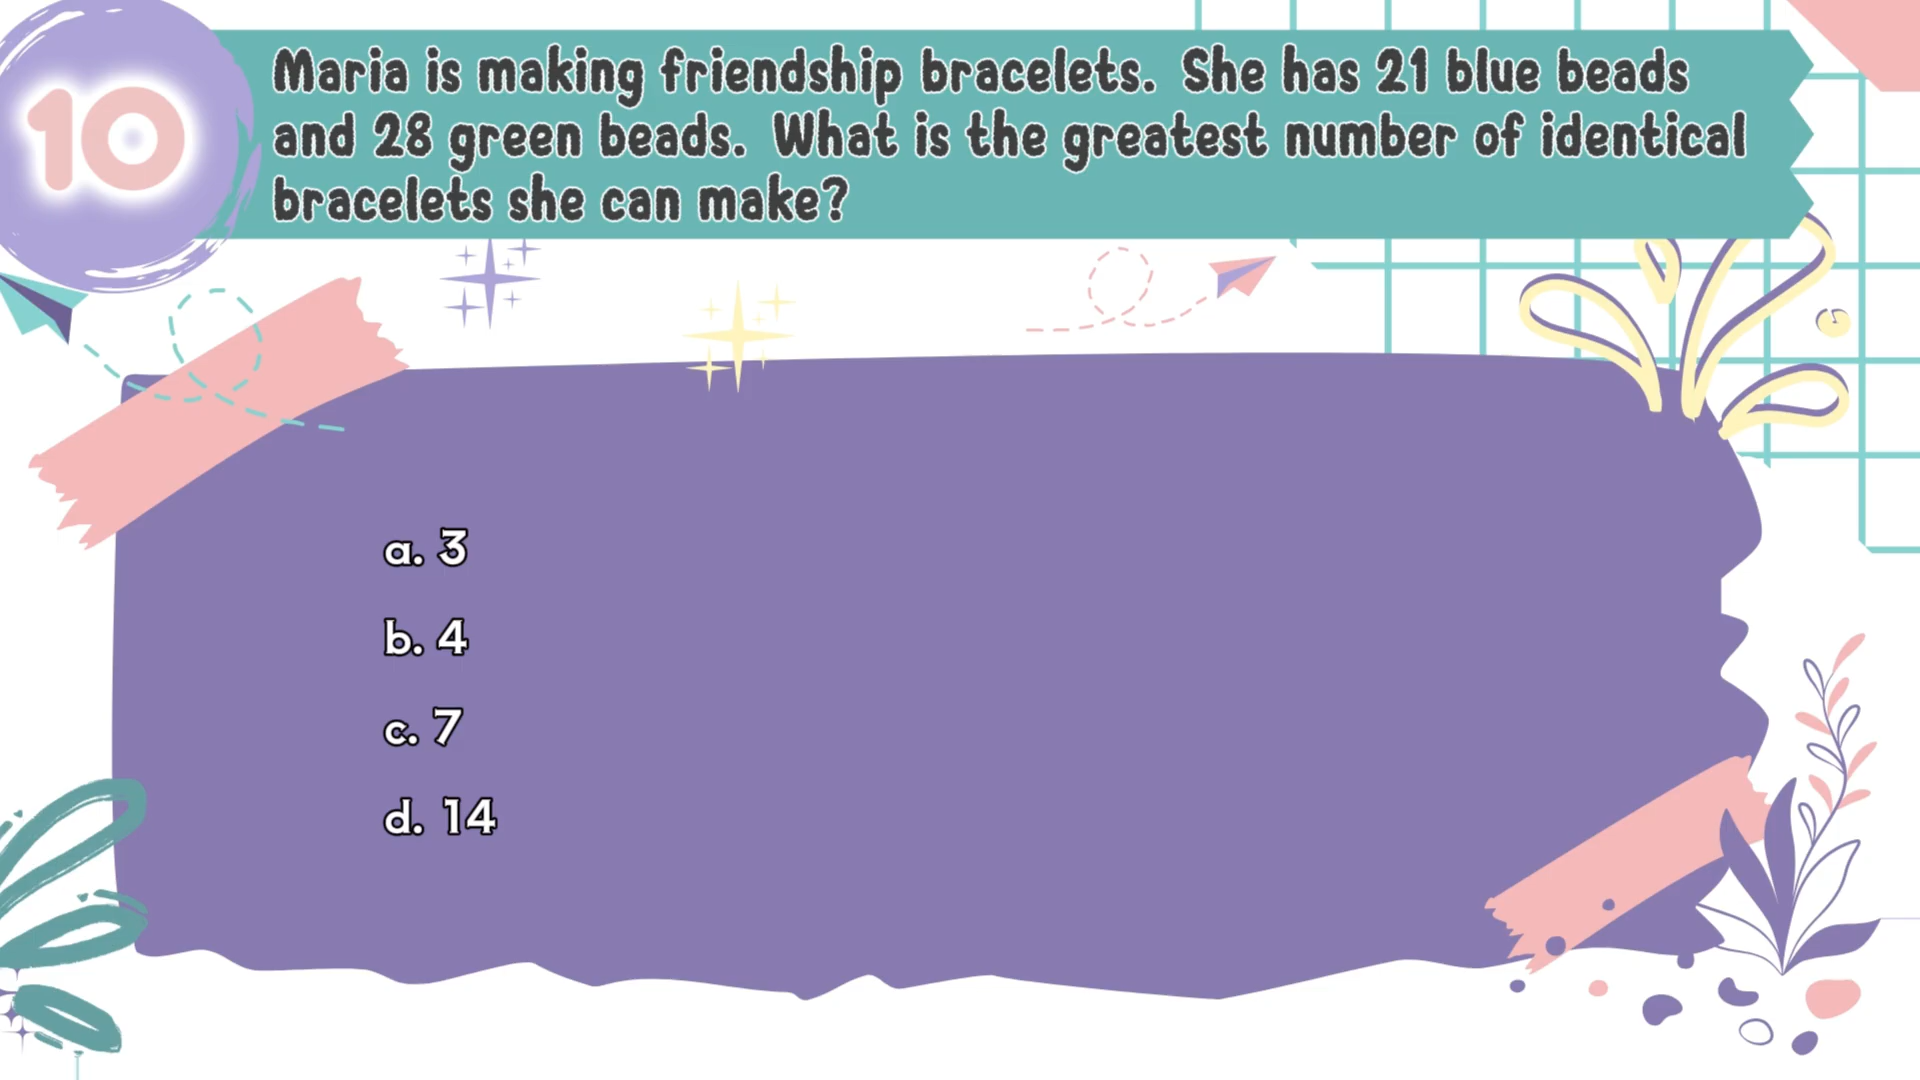 10
Maria is making friendship bracelets. She has 21 blue beads
and 28 green beads. What is the greatest number of identical
bracelets she can make?
a. 3
b. 4
c. 7
d. 14